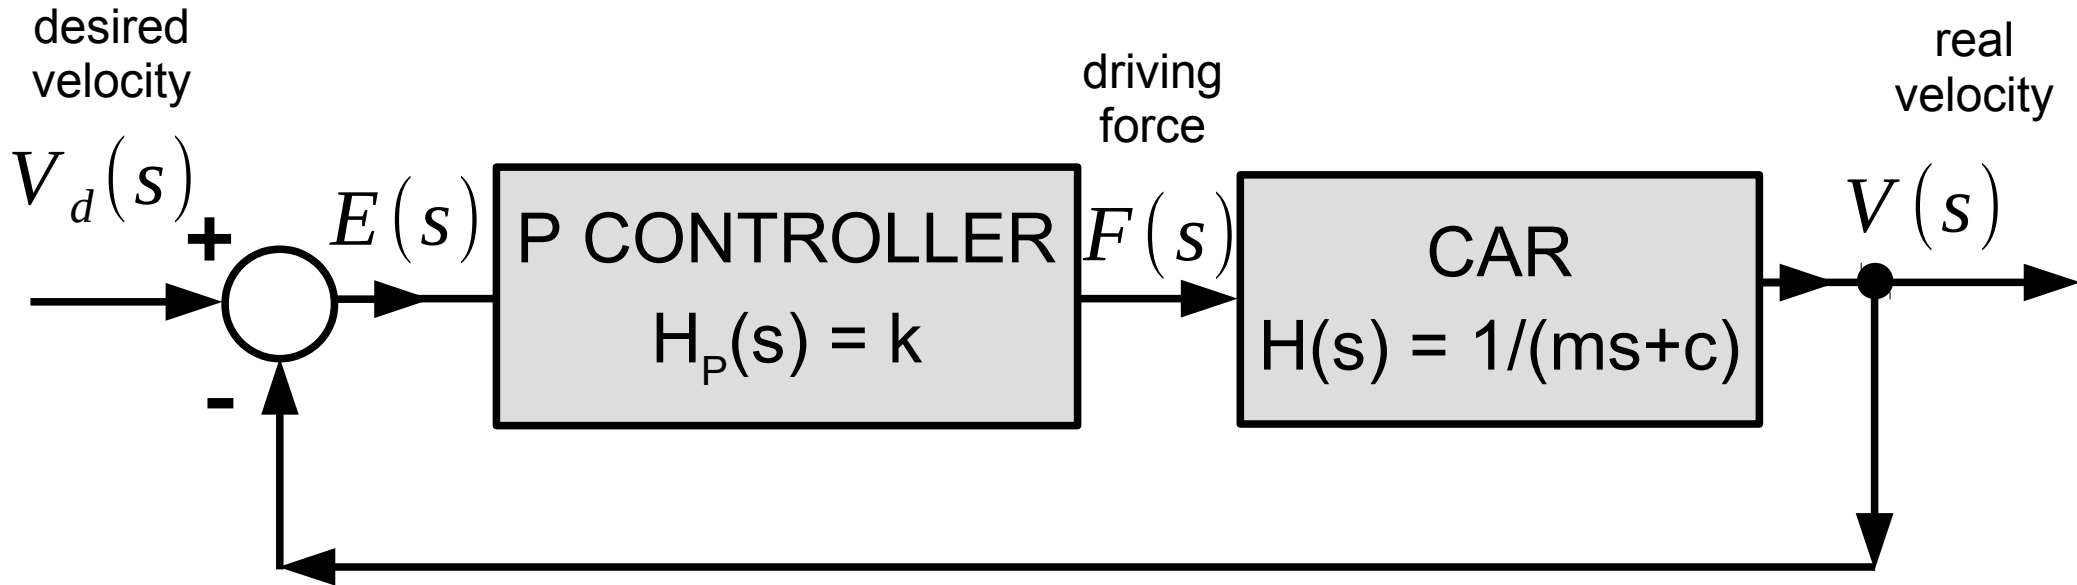 desired
velocity
V_d(s)
+
-
E(s)
P CONTROLLER
H_P(s) = k
driving
force
F(s)
CAR
H(s) = 1/(ms+c)
real
velocity
V(s)